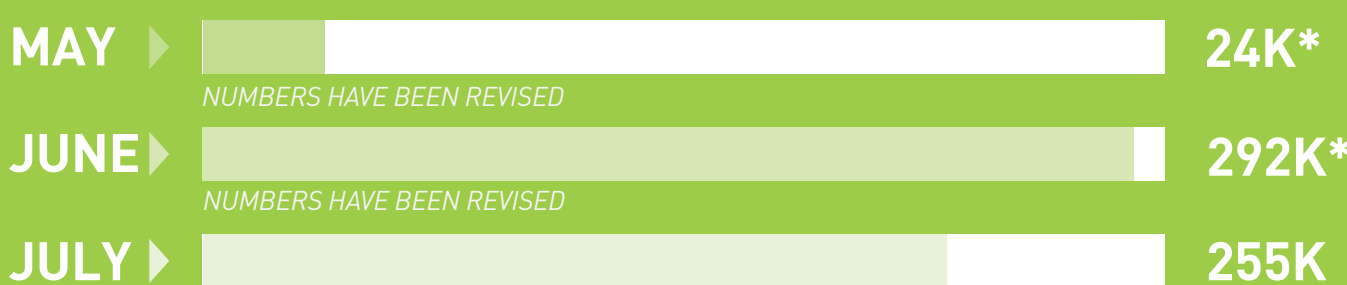 MAY 24K*
NUMBERS HAVE BEEN REVISED
JUNE 292K*
NUMBERS HAVE BEEN REVISED
JULY 255K